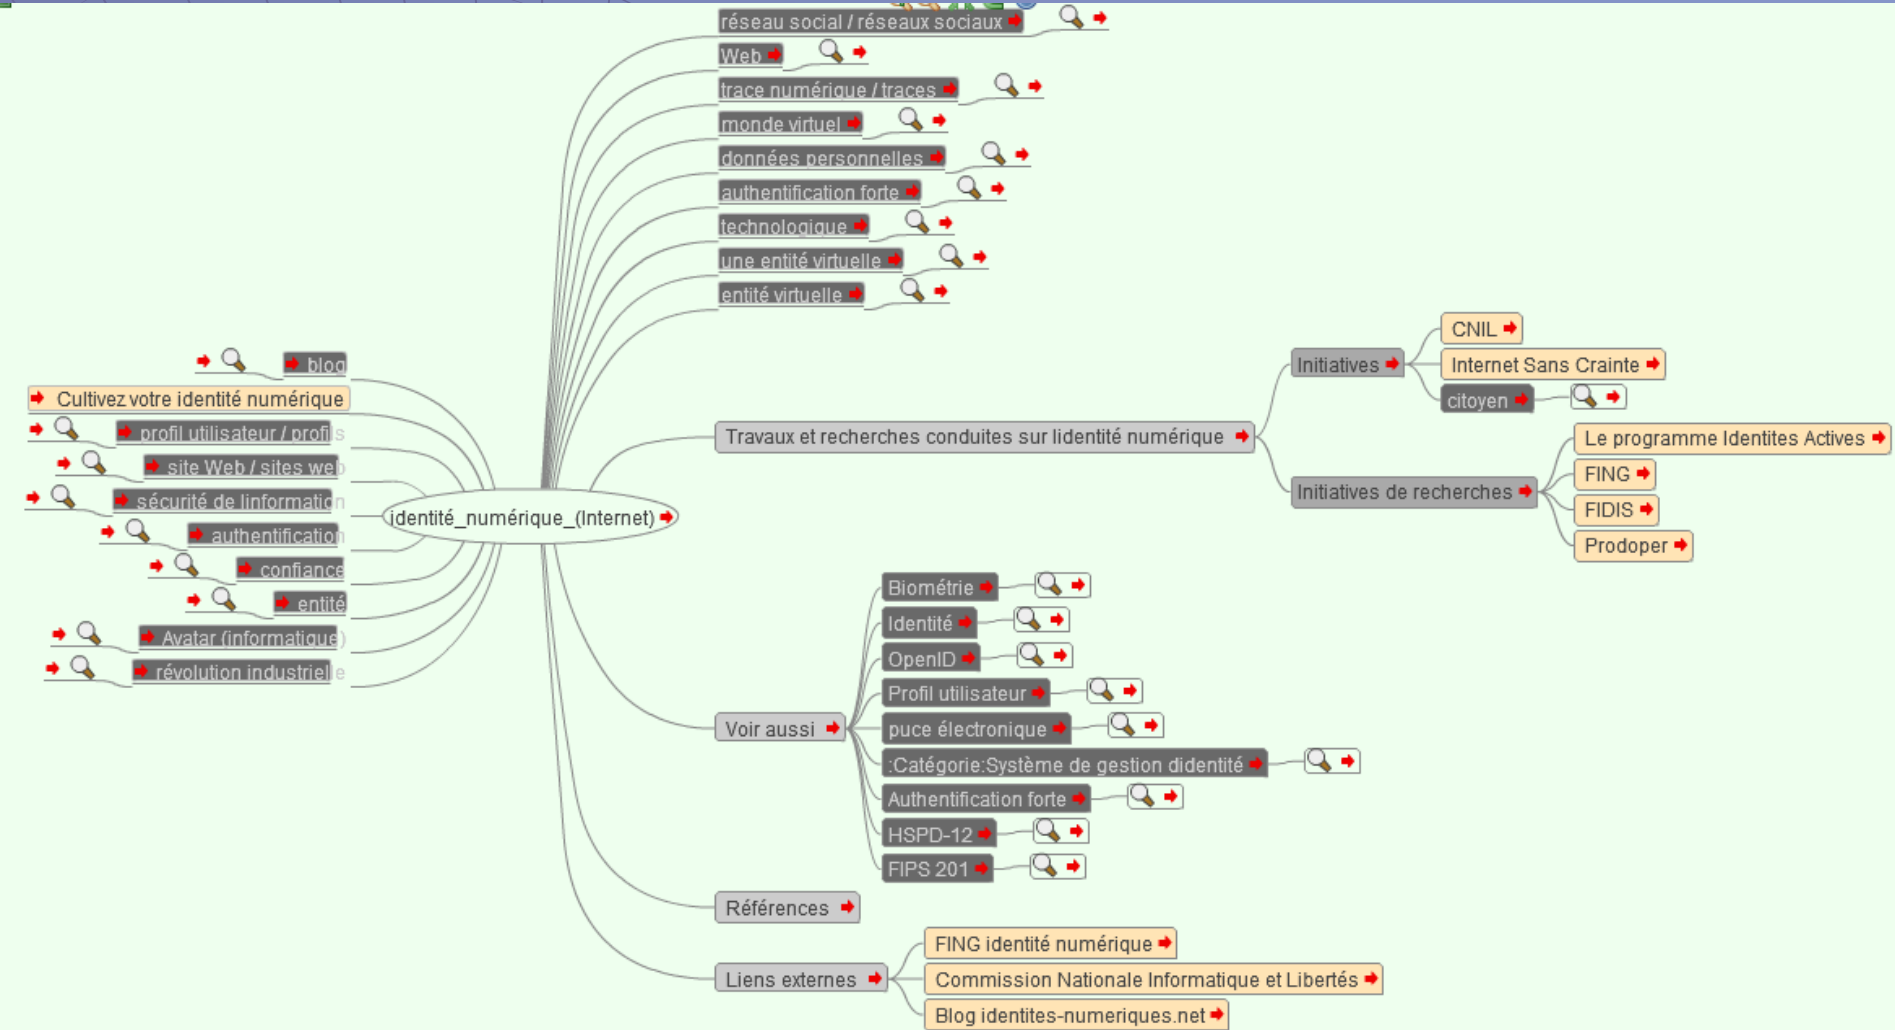 réseau social / réseaux sociaux
Web
trace numérique / traces
monde virtuel
données personnelles
authentification forte
technologique
une entité virtuelle
entité virtuelle
blog
Cultivez votre identité numérique
profil utilisateur / profils
site Web / sites web
sécurité de linformation
authentification
confiance
entité
Avatar (informatique)
révolution industrielle
identité_numérique_(Internet)
Travaux et recherches conduites sur lidentité numérique
Initiatives
CNIL
Internet Sans Crainte
citoyen
Initiatives de recherches
Le programme Identites Actives
FING
FIDIS
Prodoper
Voir aussi
Biométrie
Identité
OpenID
Profil utilisateur
puce électronique
:Catégorie:Système de gestion didentité
Authentification forte
HSPD-12
FIPS 201
Références
Liens externes
FING identité numérique
Commission Nationale Informatique et Libertés
Blog identites-numeriques.net